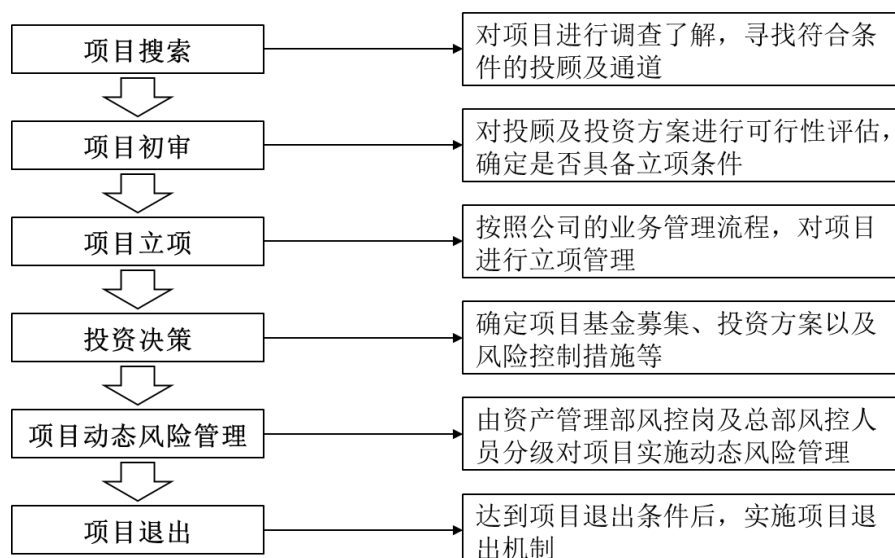 项目搜索
对项目进行调查了解，寻找符合条
件的投顾及通道
项目初审
对投顾及投资方案进行可行性评估，
确定是否具备立项条件
项目立项
按照公司的业务管理流程，对项目
进行立项管理
投资决策
确定项目基金募集、投资方案以及
风险控制措施等
项目动态风险管理
由资产管理部风控岗及总部风控人
员分级对项目实施动态风险管理
项目退出
达到项目退出条件后，实施项目退
出机制